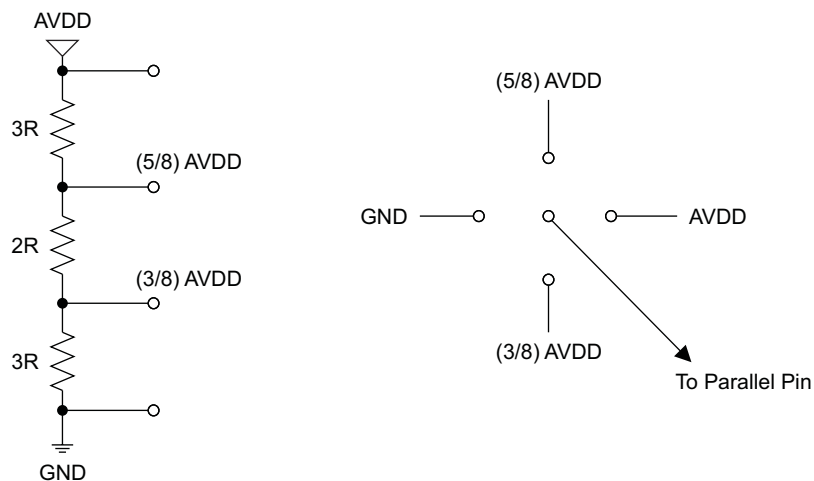 AVDD
3R
(5/8) AVDD
2R
(3/8) AVDD
3R
GND
(5/8) AVDD
GND
AVDD
(3/8) AVDD
To Parallel Pin